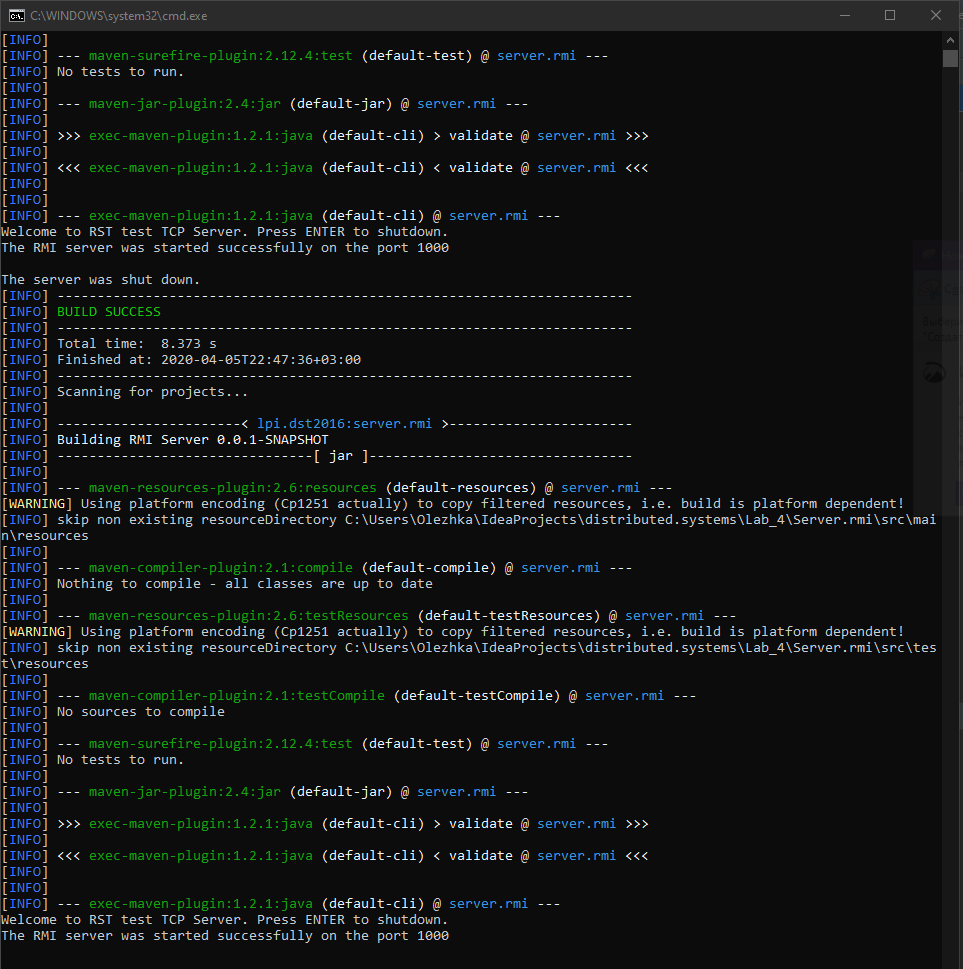 C:\WINDOWS\system32\cmd.exe
[INFO]
[INFO] --- maven-surefire-plugin:2.12.4:test (default-test) @ server.rmi ---
[INFO] No tests to run.
[INFO]
[INFO] --- maven-jar-plugin:2.4:jar (default-jar) @ server.rmi ---
[INFO]
[INFO] >>> exec-maven-plugin:1.2.1:java (default-cli) > validate @ server.rmi >>>
[INFO]
[INFO] <<< exec-maven-plugin:1.2.1:java (default-cli) < validate @ server.rmi <<<
[INFO]
[INFO]
[INFO] --- exec-maven-plugin:1.2.1:java (default-cli) @ server.rmi ---
Welcome to RST test TCP Server. Press ENTER to shutdown.
The RMI server was started successfully on the port 1000
The server was shut down.
[INFO] ------------------------------------------------------------------------
[INFO] BUILD SUCCESS
[INFO] ------------------------------------------------------------------------
[INFO] Total time:  8.373 s
[INFO] Finished at: 2020-04-05T22:47:36+03:00
[INFO] ------------------------------------------------------------------------
[INFO] Scanning for projects...
[INFO]
[INFO] -----------------------< lpi.dst2016:server.rmi >-----------------------
[INFO] Building RMI Server 0.0.1-SNAPSHOT
[INFO] --------------------------------[ jar ]---------------------------------
[INFO]
[INFO] --- maven-resources-plugin:2.6:resources (default-resources) @ server.rmi ---
[WARNING] Using platform encoding (Cp1251 actually) to copy filtered resources, i.e. build is platform dependent!
[INFO] skip non existing resourceDirectory C:\Users\Olezhka\IdeaProjects\distributed.systems\Lab_4\Server.rmi\src\mai
n\resources
[INFO]
[INFO] --- maven-compiler-plugin:2.1:compile (default-compile) @ server.rmi ---
[INFO] Nothing to compile - all classes are up to date
[INFO]
[INFO] --- maven-resources-plugin:2.6:testResources (default-testResources) @ server.rmi ---
[WARNING] Using platform encoding (Cp1251 actually) to copy filtered resources, i.e. build is platform dependent!
[INFO] skip non existing resourceDirectory C:\Users\Olezhka\IdeaProjects\distributed.systems\Lab_4\Server.rmi\src\tes
t\resources
[INFO]
[INFO] --- maven-compiler-plugin:2.1:testCompile (default-testCompile) @ server.rmi ---
[INFO] No sources to compile
[INFO]
[INFO] --- maven-surefire-plugin:2.12.4:test (default-test) @ server.rmi ---
[INFO] No tests to run.
[INFO]
[INFO] --- maven-jar-plugin:2.4:jar (default-jar) @ server.rmi ---
[INFO]
[INFO] >>> exec-maven-plugin:1.2.1:java (default-cli) > validate @ server.rmi >>>
[INFO]
[INFO] <<< exec-maven-plugin:1.2.1:java (default-cli) < validate @ server.rmi <<<
[INFO]
[INFO]
[INFO] --- exec-maven-plugin:1.2.1:java (default-cli) @ server.rmi ---
Welcome to RST test TCP Server. Press ENTER to shutdown.
The RMI server was started successfully on the port 1000